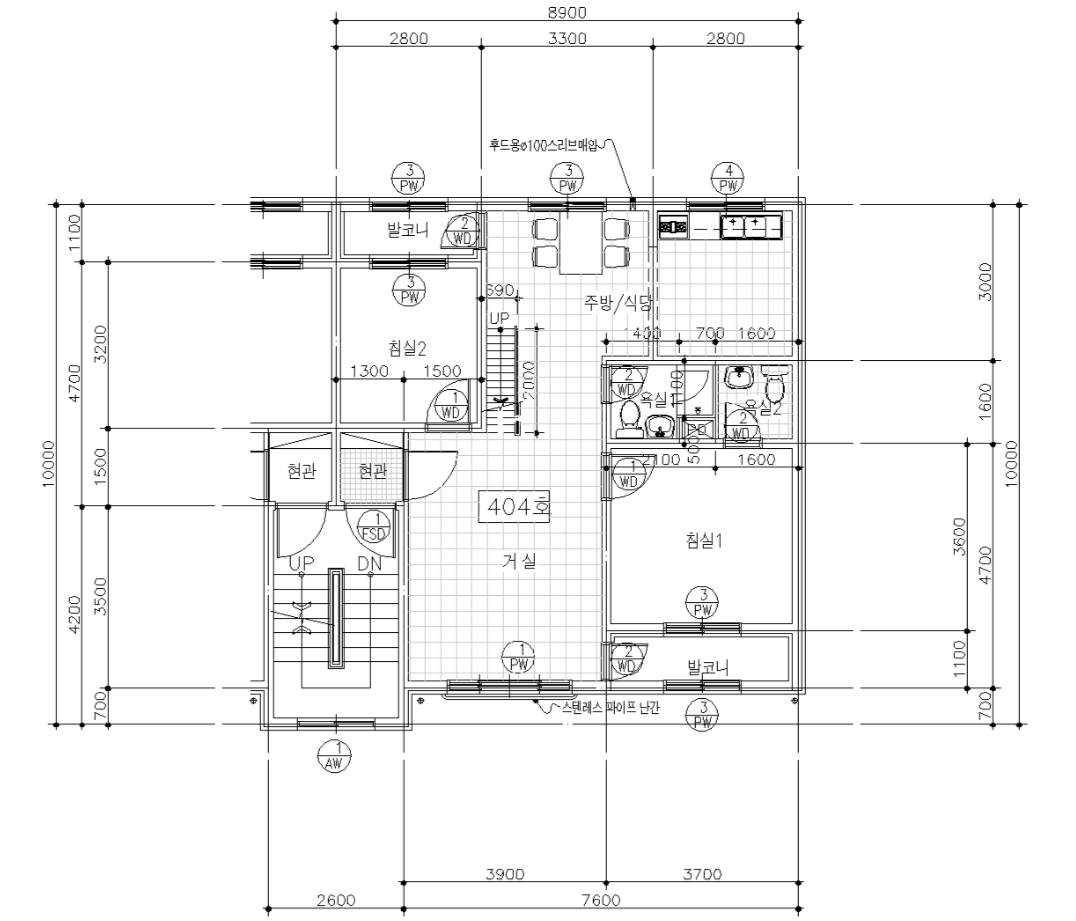 8900
2800 3300 2800
후드용ø100스리브매입
3 PW
3 PW
4 PW
1100
발코니
2 WD
3000
3 PW
690
주방/식당
UP
1400 700 1600
3200
침실2
4700
1300 1500
2000
2 WD
1100
1600
욕실1
욕실2
1 WD
2 WD
PD
500
10000
1500
현관
현관
2100 1600
1 WD
10000
404호
1 FSD
침실1
3600
거실
4700
UP DN
3500
4200
3 PW
1 PW
2 WD
발코니
1100
700
스텐레스 파이프 난간
3 PW
700
1 AW
3900 3700
2600 7600